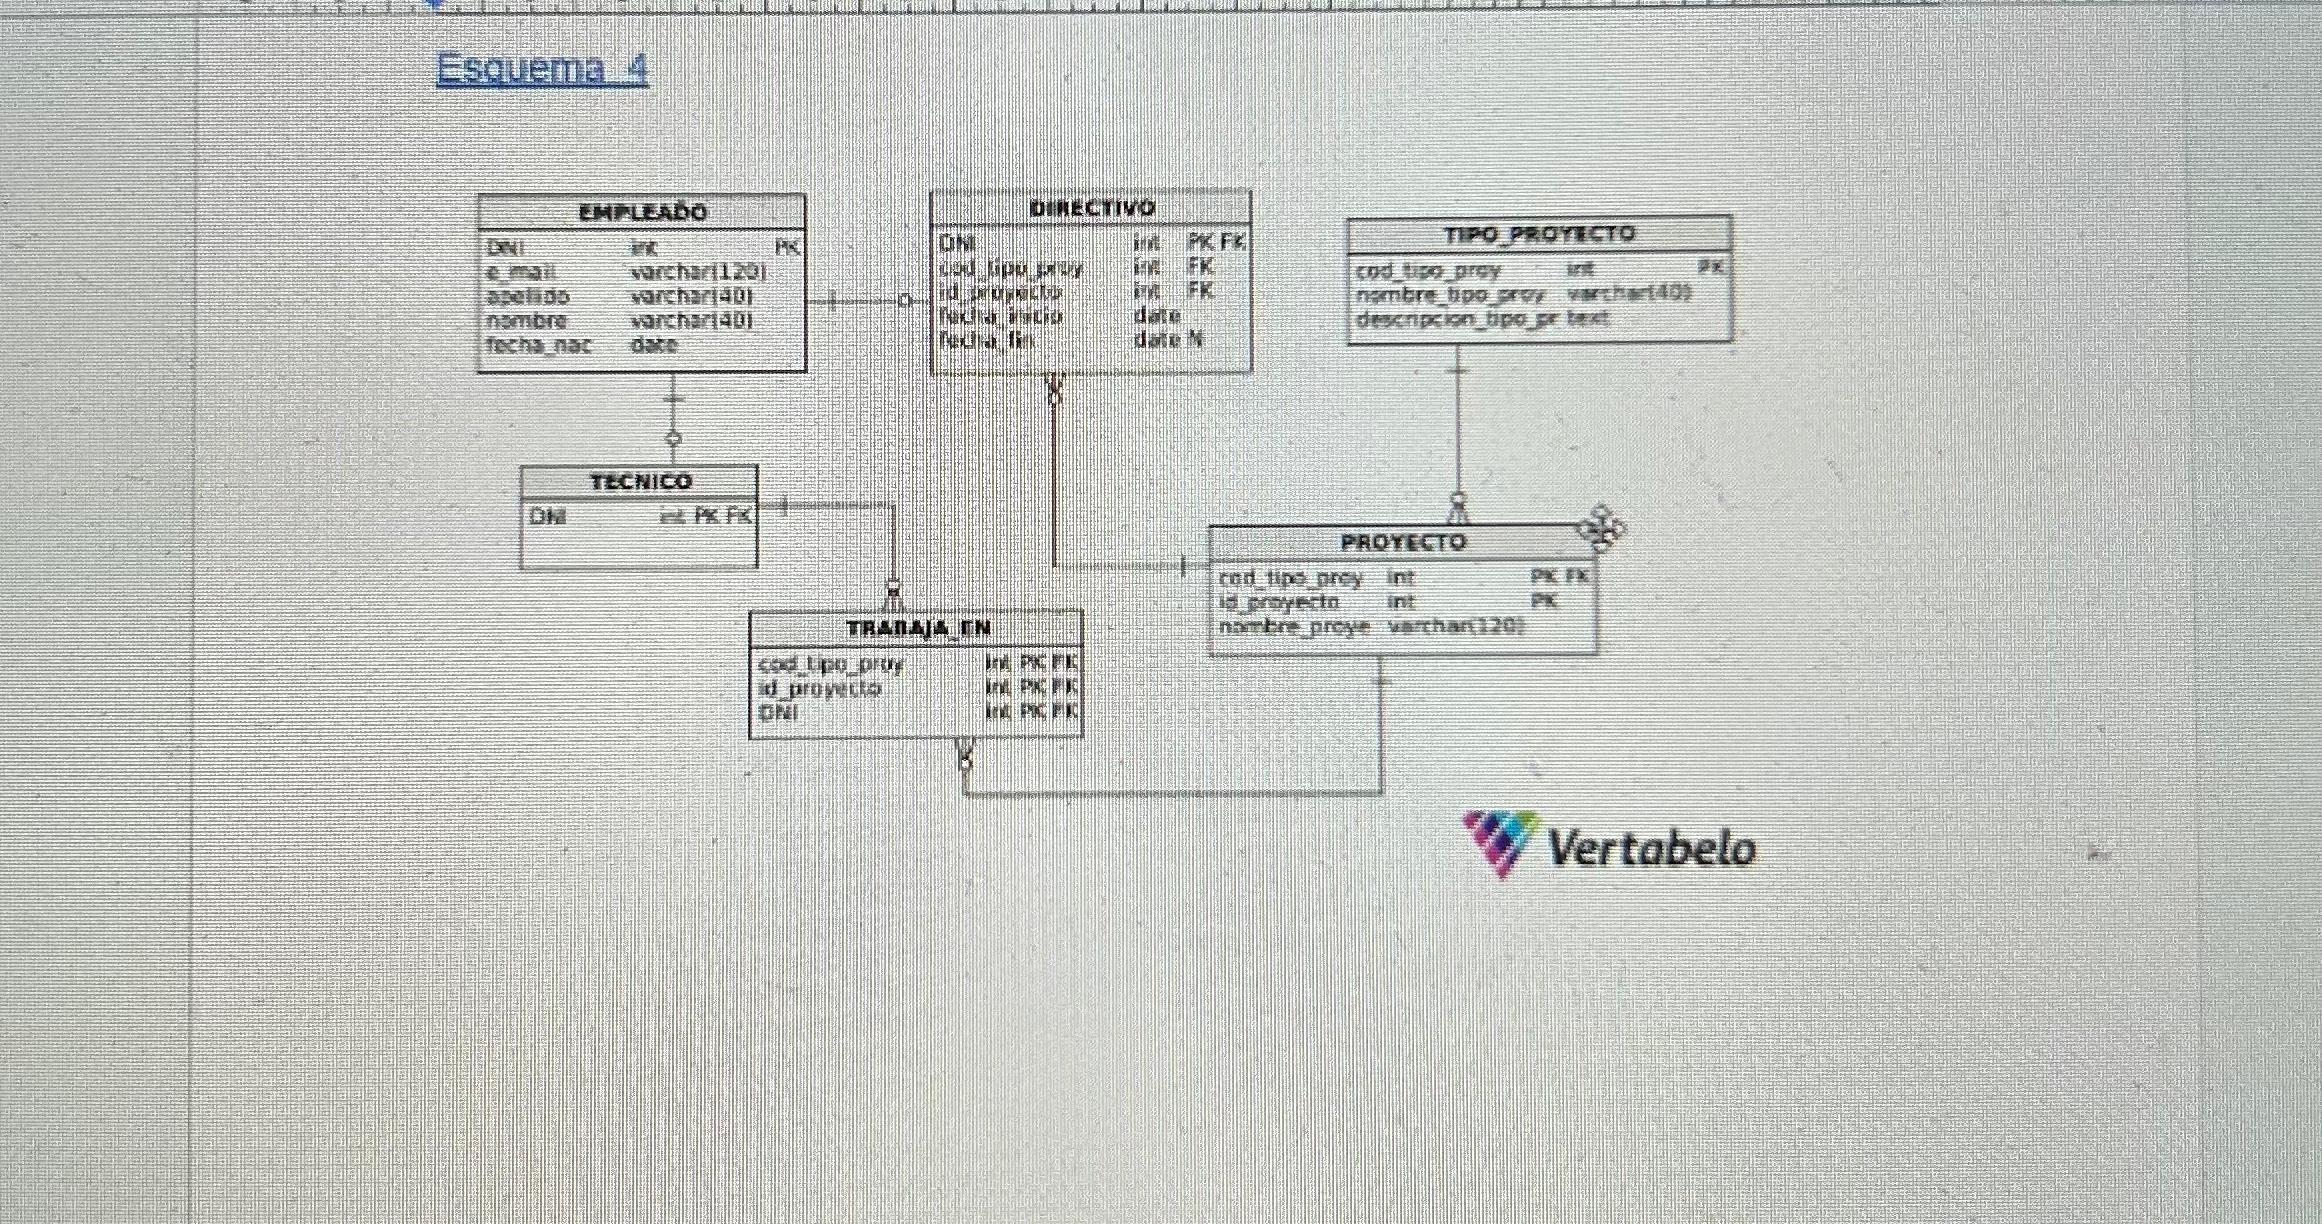 Esquema 4
EMPLEADO
DNI int PK
e_mail varchar(120)
apellido varchar(40)
nombre varchar(40)
fecha_nac date
DIRECTIVO
DNI int PK FK
cod_tipo_proy int FK
id_proyecto int FK
fecha_inicio date
fecha_fin date N
TIPO_PROYECTO
cod_tipo_proy int PK
nombre_tipo_proy varchar(40)
descripcion_tipo_pr text
TECNICO
DNI int PK FK
PROYECTO
cod_tipo_proy int PK FK
id_proyecto int PK
nombre_proye varchar(120)
TRABAJA_EN
cod_tipo_proy int PK FK
id_proyecto int PK FK
DNI int PK FK
Vertabelo